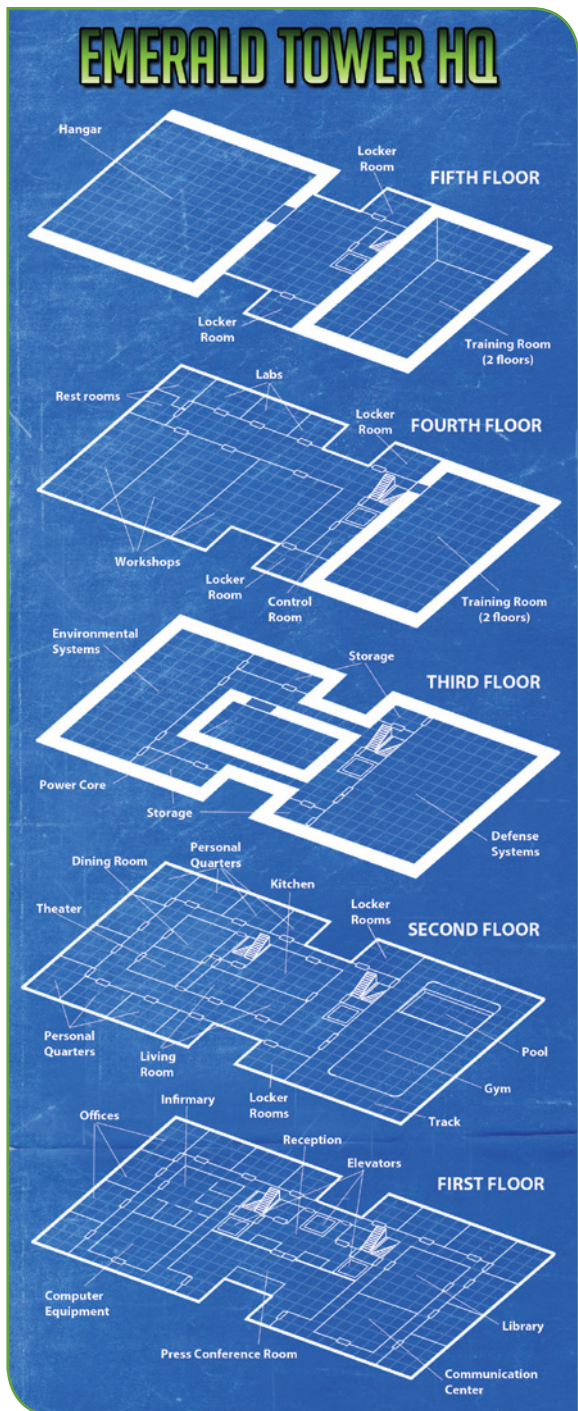 EMERALD TOWER HQ
Hangar
Locker
Room
FIFTH FLOOR
Locker
Room
Training Room
(2 floors)
Labs
Rest rooms
Locker
Room
FOURTH FLOOR
Workshops
Locker
Room
Control
Room
Training Room
(2 floors)
Environmental
Systems
Storage
THIRD FLOOR
Power Core
Storage
Defense
Systems
Personal
Quarters
Dining Room
Kitchen
Theater
Locker
Rooms
SECOND FLOOR
Personal
Quarters
Living
Room
Locker
Rooms
Pool
Gym
Track
Infirmary
Offices
Reception
Elevators
FIRST FLOOR
Computer
Equipment
Library
Press Conference Room
Communication
Center